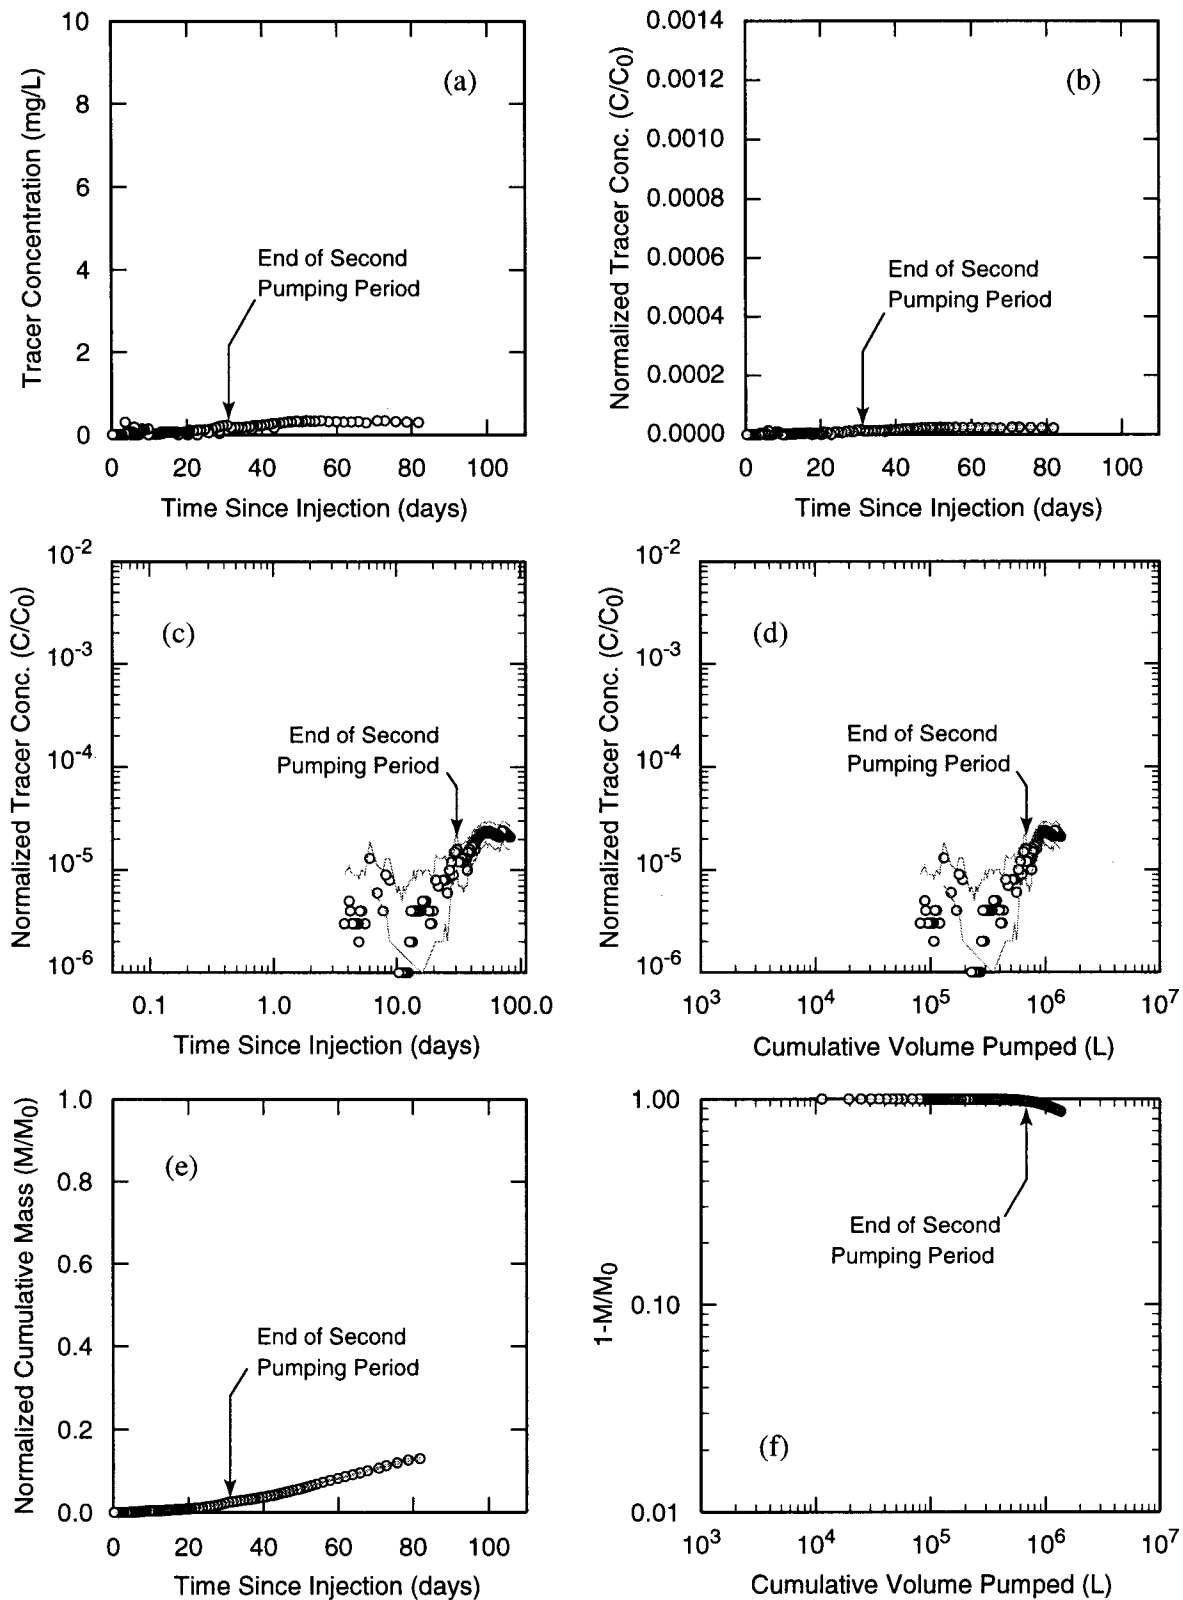 Tracer Concentration (mg/L)
10
8
6
4
2
0
(a)
End of Second
Pumping Period
0 20 40 60 80 100
Time Since Injection (days)
Normalized Tracer Conc. (C/C0)
0.0014
0.0012
0.0010
0.0008
0.0006
0.0004
0.0002
0.0000
(b)
End of Second
Pumping Period
0 20 40 60 80 100
Time Since Injection (days)
Normalized Tracer Conc. (C/C0)
10-2
10-3
10-4
10-5
10-6
(c)
End of Second
Pumping Period
0.1 1.0 10.0 100.0
Time Since Injection (days)
Normalized Tracer Conc. (C/C0)
10-2
10-3
10-4
10-5
10-6
(d)
End of Second
Pumping Period
103 104 105 106 107
Cumulative Volume Pumped (L)
Normalized Cumulative Mass (M/M0)
1.0
0.8
0.6
0.4
0.2
0.0
(e)
End of Second
Pumping Period
0 20 40 60 80 100
Time Since Injection (days)
1-M/M0
1.00
0.10
0.01
End of Second
Pumping Period
(f)
103 104 105 106 107
Cumulative Volume Pumped (L)